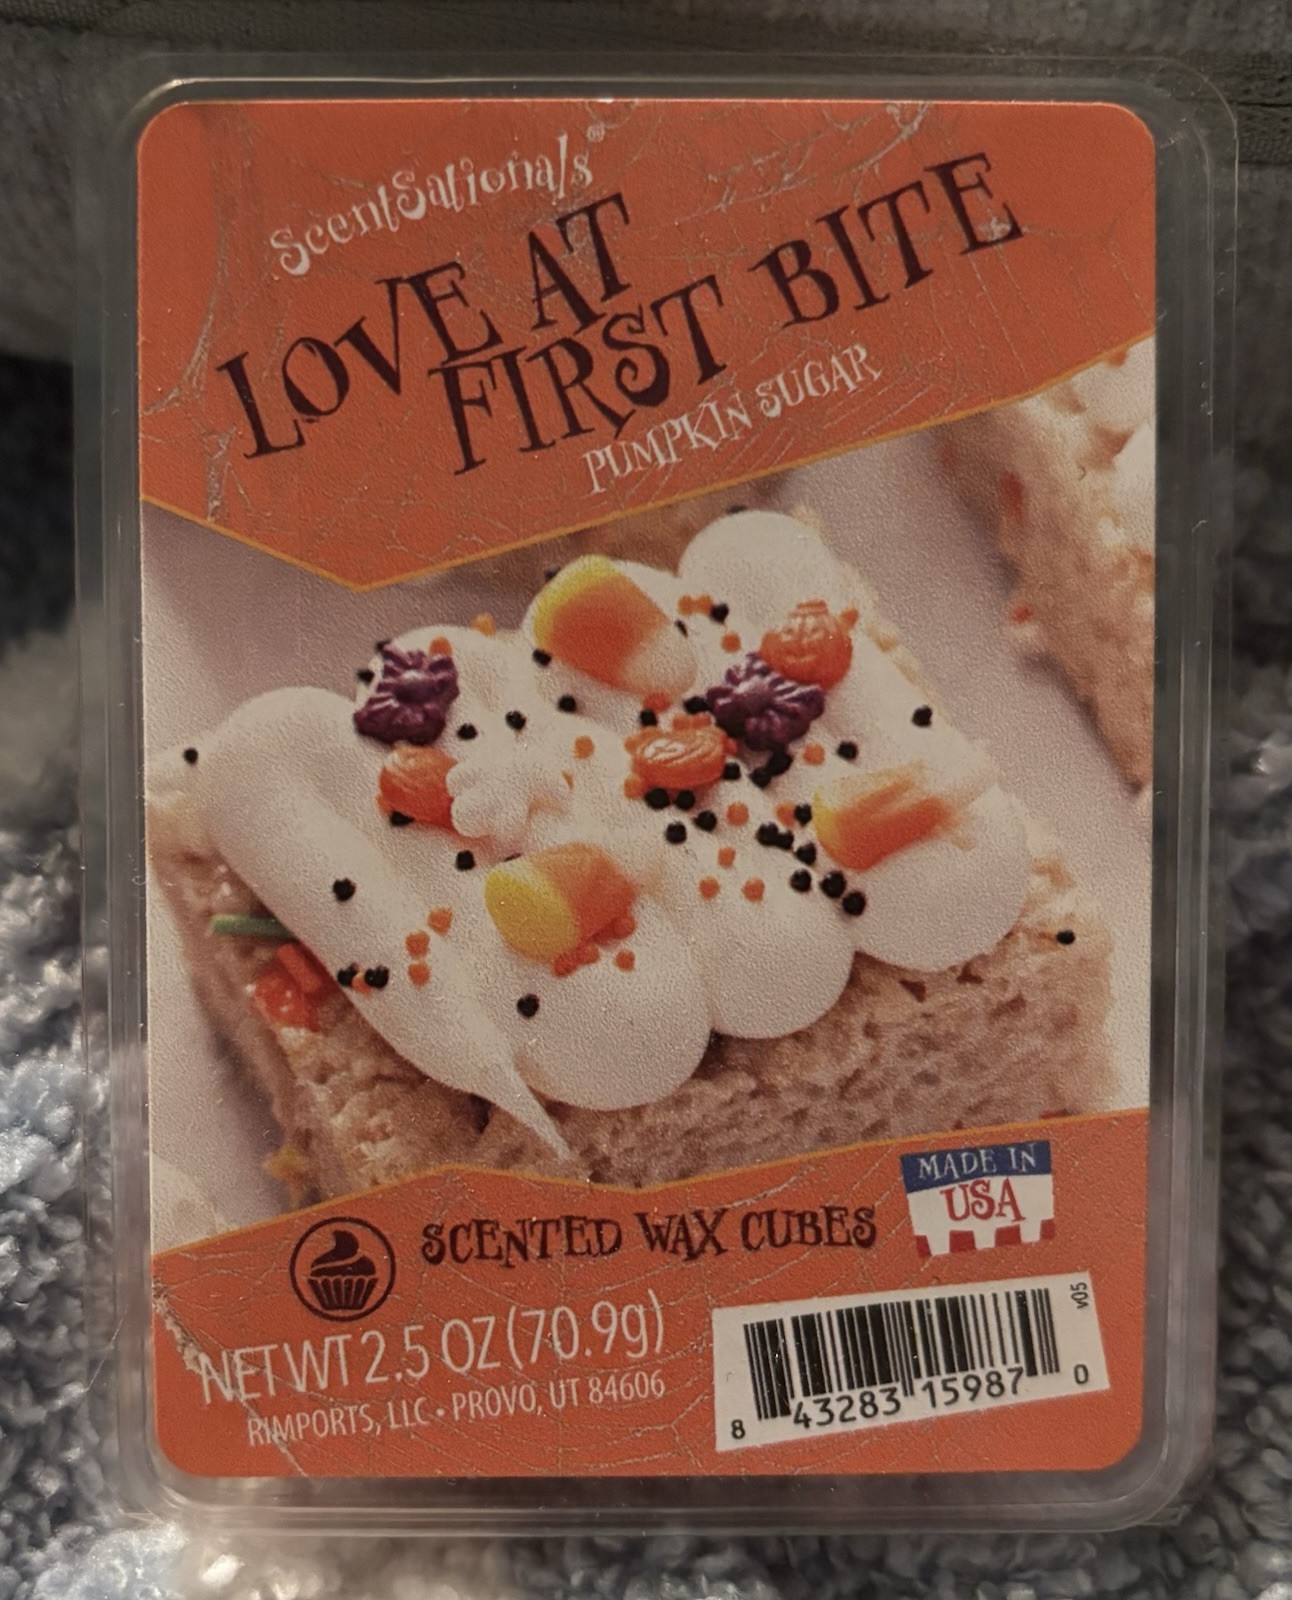 ScentSationals®
LOVE AT
FIRST BITE
PUMPKIN SUGAR
MADE IN
USA
SCENTED WAX CUBES
NET WT 2.5 OZ (70.9g)
RIMPORTS, LLC • PROVO, UT 84606
v05
8 43283 15987 0